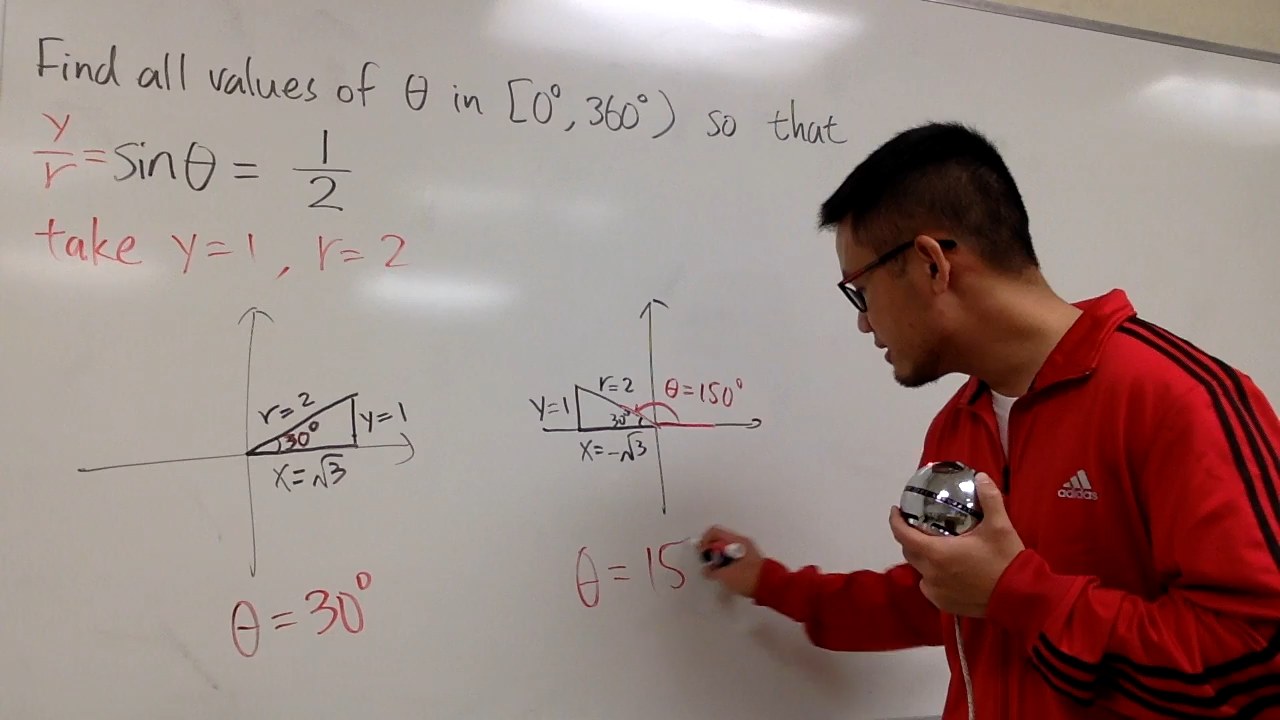 Find all values of θ in [0°, 360°) so that
y/r = sinθ = 1/2
take y=1, r=2
r=2
y=1
30°
x=√3
θ=30°
r=2
θ=150°
y=1
30°
x=-√3
θ=15
adidas